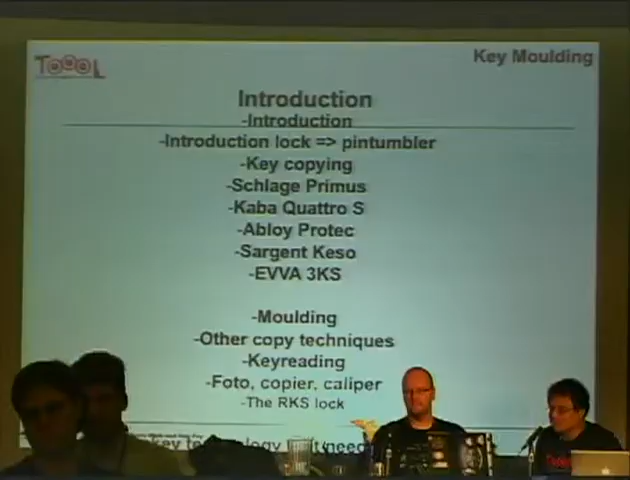 TOOOL
Key Moulding
Introduction
-Introduction
-Introduction lock => pintumbler
-Key copying
-Schlage Primus
-Kaba Quattro S
-Abloy Protec
-Sargent Keso
-EVVA 3KS
-Moulding
-Other copy techniques
-Keyreading
-Foto, copier, caliper
-The RKS lock
key